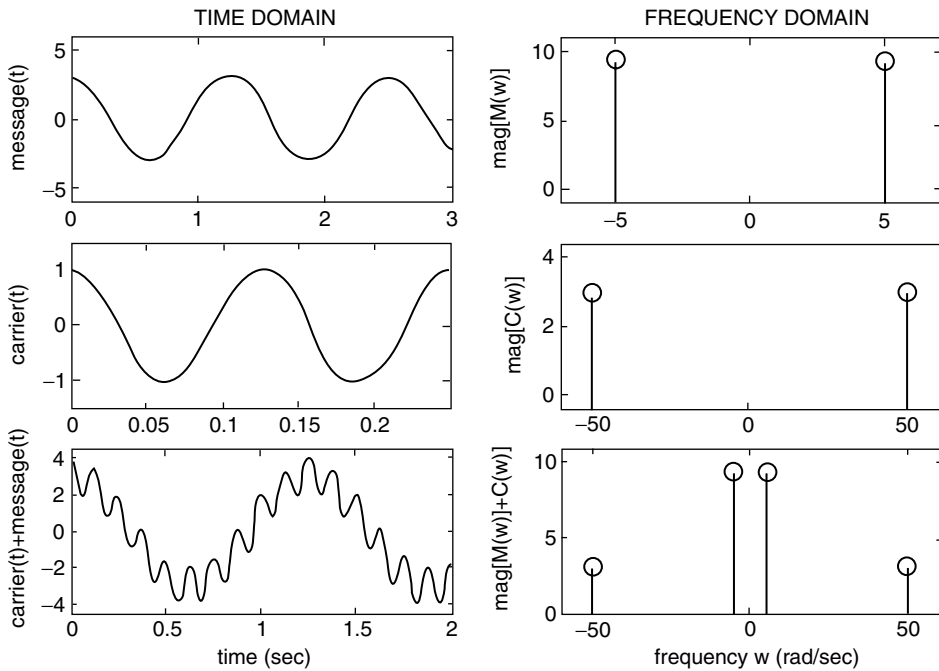 TIME DOMAIN
FREQUENCY DOMAIN
message(t)
5
0
−5
0 1 2 3
mag[M(w)]
10
5
0
−5 0 5
carrier(t)
1
0
−1
0 0.05 0.1 0.15 0.2
mag[C(w)]
4
2
0
−50 0 50
carrier(t)+message(t)
4
2
0
−2
−4
0 0.5 1 1.5 2
time (sec)
mag[M(w)]+C(w)]
10
5
0
−50 0 50
frequency w (rad/sec)